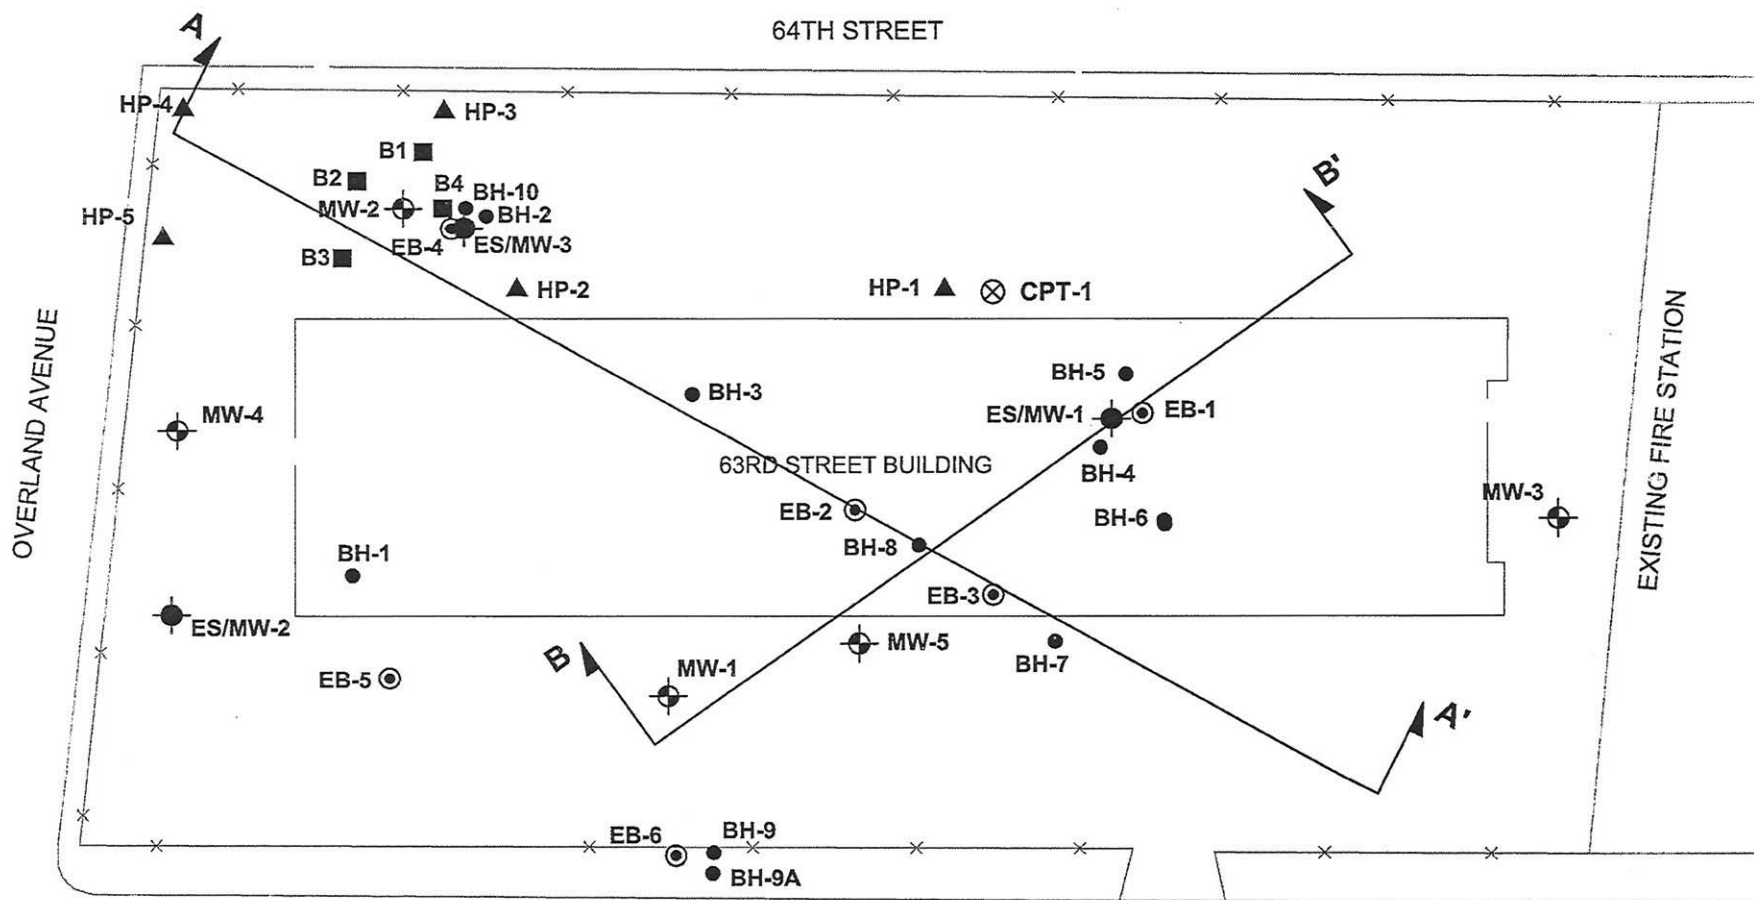 64TH STREET
A
HP-4
HP-3
B1
B2
B4
BH-10
MW-2
BH-2
HP-5
EB-4
ES/MW-3
B3
B'
HP-2
HP-1
CPT-1
OVERLAND AVENUE
EXISTING FIRE STATION
BH-5
BH-3
MW-4
ES/MW-1
EB-1
63RD STREET BUILDING
BH-4
MW-3
EB-2
BH-6
BH-8
BH-1
EB-3
ES/MW-2
MW-5
BH-7
B
MW-1
EB-5
A'
EB-6
BH-9
BH-9A